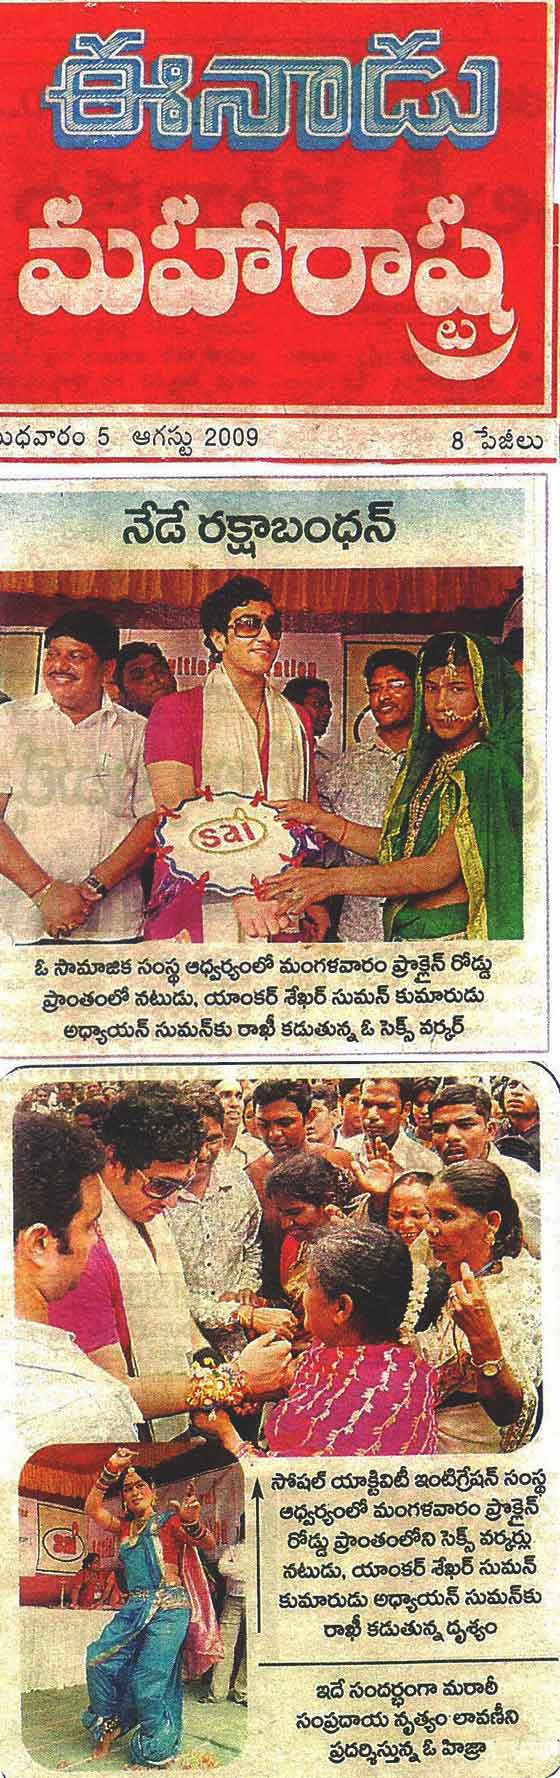 ఈనాడు
మహారాష్ట్ర
బుధవారం 5 ఆగస్టు 2009
8 పేజీలు
నేడే రక్షాబంధన్
sai
ఓ సామాజిక సంస్థ ఆధ్వర్యంలో మంగళవారం ఫ్రొక్లైన్ రోడ్డు
ప్రాంతంలో నటుడు, యాంకర్ శేఖర్ సుమన్ కుమారుడు
అధ్యాయన్ సుమన్‌కు రాఖీ కడుతున్న ఓ సెక్స్ వర్కర్
సోషల్ యాక్టివిటీ ఇంటిగ్రేషన్ సంస్థ
ఆధ్వర్యంలో మంగళవారం ఫ్రొక్లైన్
రోడ్డు ప్రాంతంలోని సెక్స్ వర్కర్లు
నటుడు, యాంకర్ శేఖర్ సుమన్
కుమారుడు అధ్యాయన్ సుమన్‌కు
రాఖీ కడుతున్న దృశ్యం
sai
ఇదే సందర్భంగా మరాఠీ
సంప్రదాయ నృత్యం లావణీని
ప్రదర్శిస్తున్న ఓ హిజ్రా